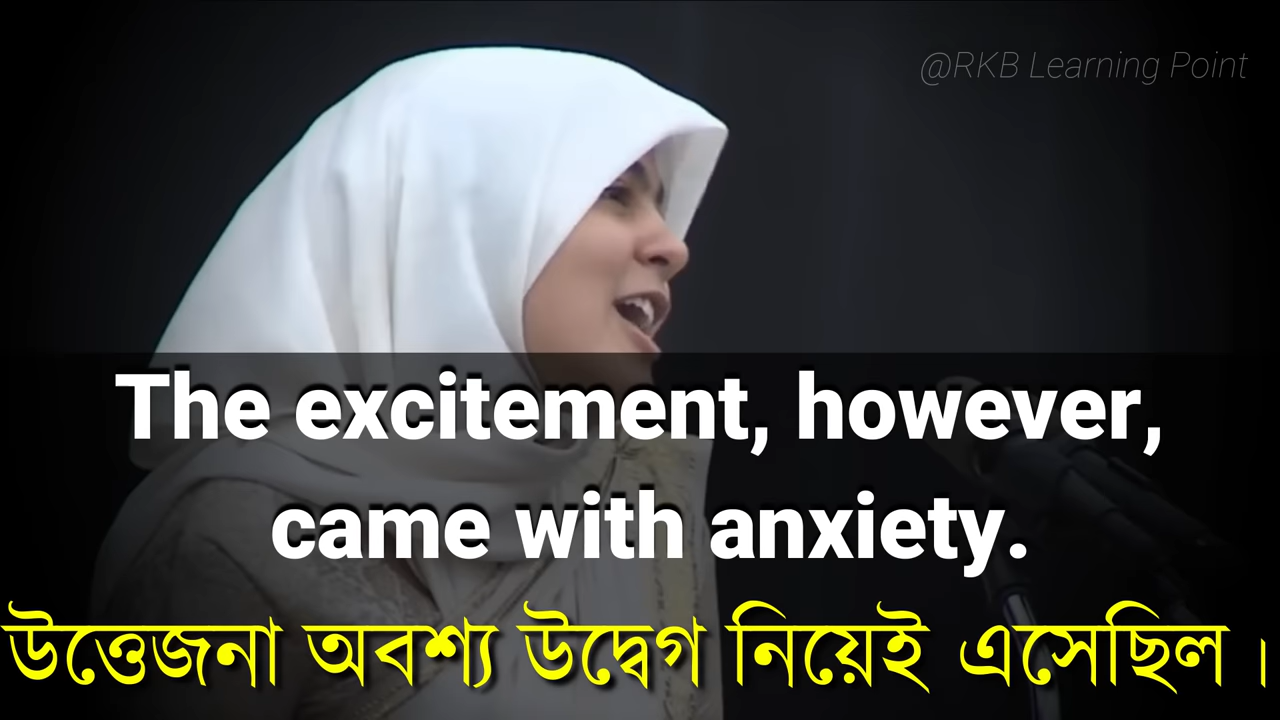 @RKB Learning Point
The excitement, however,
came with anxiety.
উত্তেজনা অবশ্য উদ্বেগ নিয়েই এসেছিল।